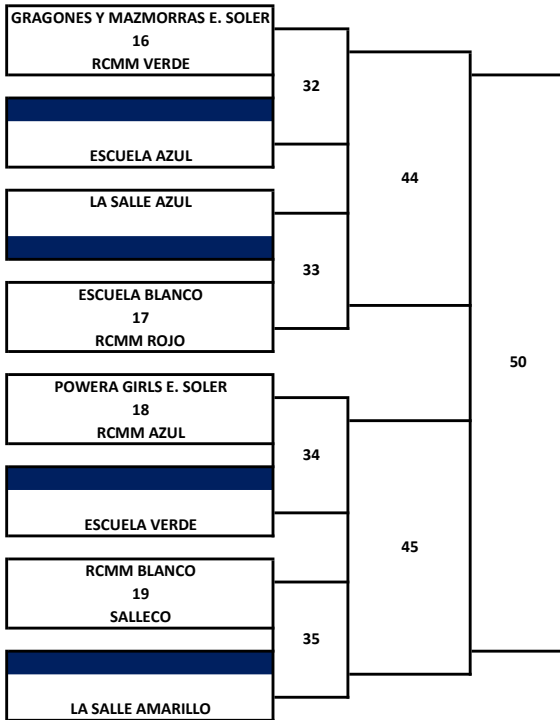 GRAGONES Y MAZMORRAS E. SOLER
16
RCMM VERDE
32
ESCUELA AZUL
44
LA SALLE AZUL
33
ESCUELA BLANCO
17
RCMM ROJO
50
POWERA GIRLS E. SOLER
18
RCMM AZUL
34
ESCUELA VERDE
45
RCMM BLANCO
19
SALLECO
35
LA SALLE AMARILLO